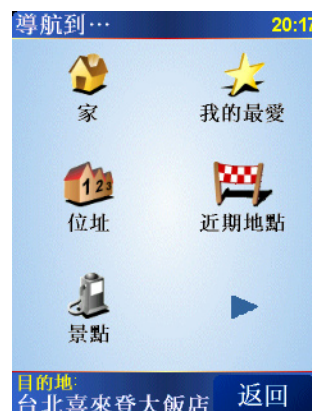 導航到… 20:17
家 我的最愛
123
位址 近期地點
景點
目的地:
台北喜來登大飯店 返回